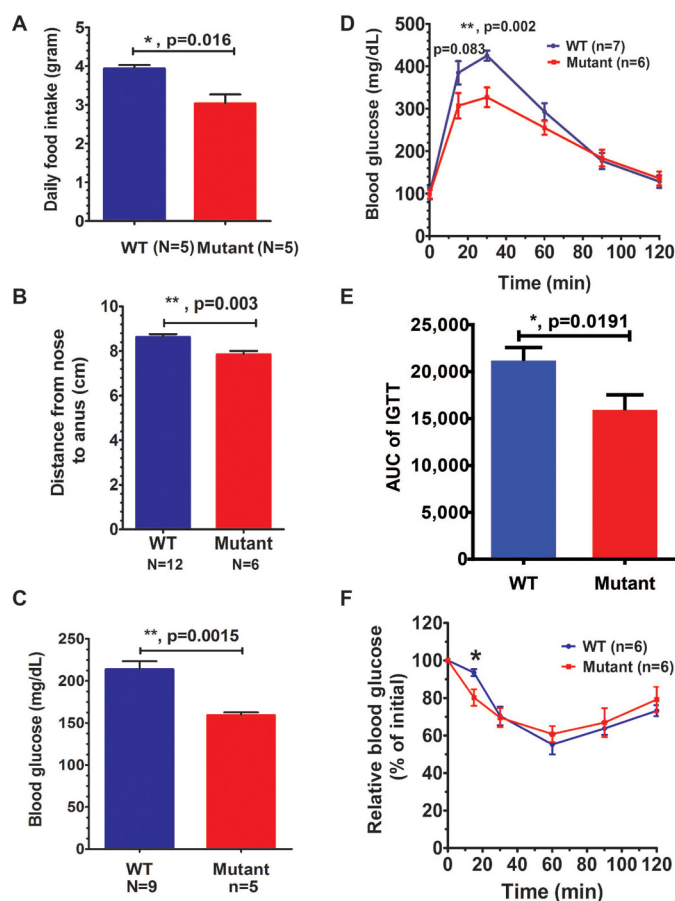 A
*, p=0.016
Daily food intake (gram)
5
4
3
2
1
0
WT (N=5) Mutant (N=5)
B
**, p=0.003
Distance from nose
to anus (cm)
10
8
6
4
2
0
WT Mutant
N=12 N=6
C
**, p=0.0015
Blood glucose (mg/dL)
250
200
150
100
50
0
WT Mutant
N=9 n=5
D
**, p=0.002
p=0.083
WT (n=7)
Mutant (n=6)
Blood glucose (mg/dL)
500
400
300
200
100
0
0 20 40 60 80 100 120
Time (min)
E
*, p=0.0191
AUC of IGTT
25,000
20,000
15,000
10,000
5,000
0
WT Mutant
F
*
WT (n=6)
Mutant (n=6)
Relative blood glucose
(% of initial)
120
100
80
60
40
20
0
0 20 40 60 80 100 120
Time (min)